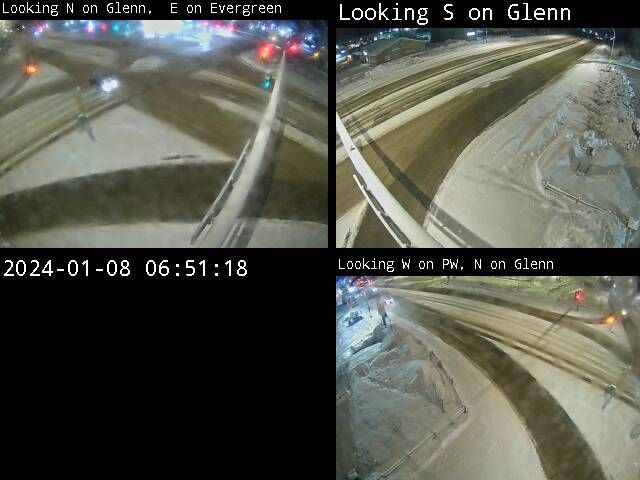 Looking N on Glenn,  E on Evergreen
Looking S on Glenn
2024-01-08 06:51:18
Looking W on PW, N on Glenn